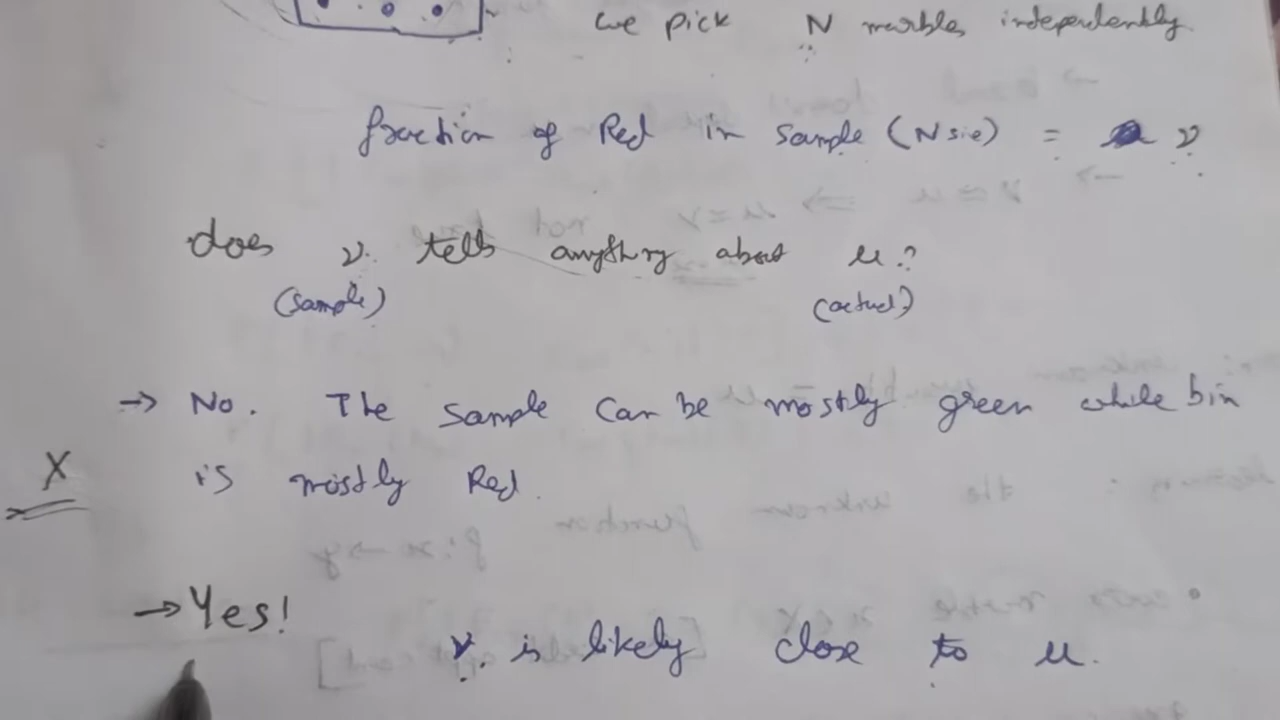 we pick N marbles independently
fraction of Red in sample (N sie) = ν
does ν tells anything about μ?
(sample) (actual)
→ No. The sample can be mostly green while bin
X is mostly Red.
→ Yes!
ν is likely close to μ.